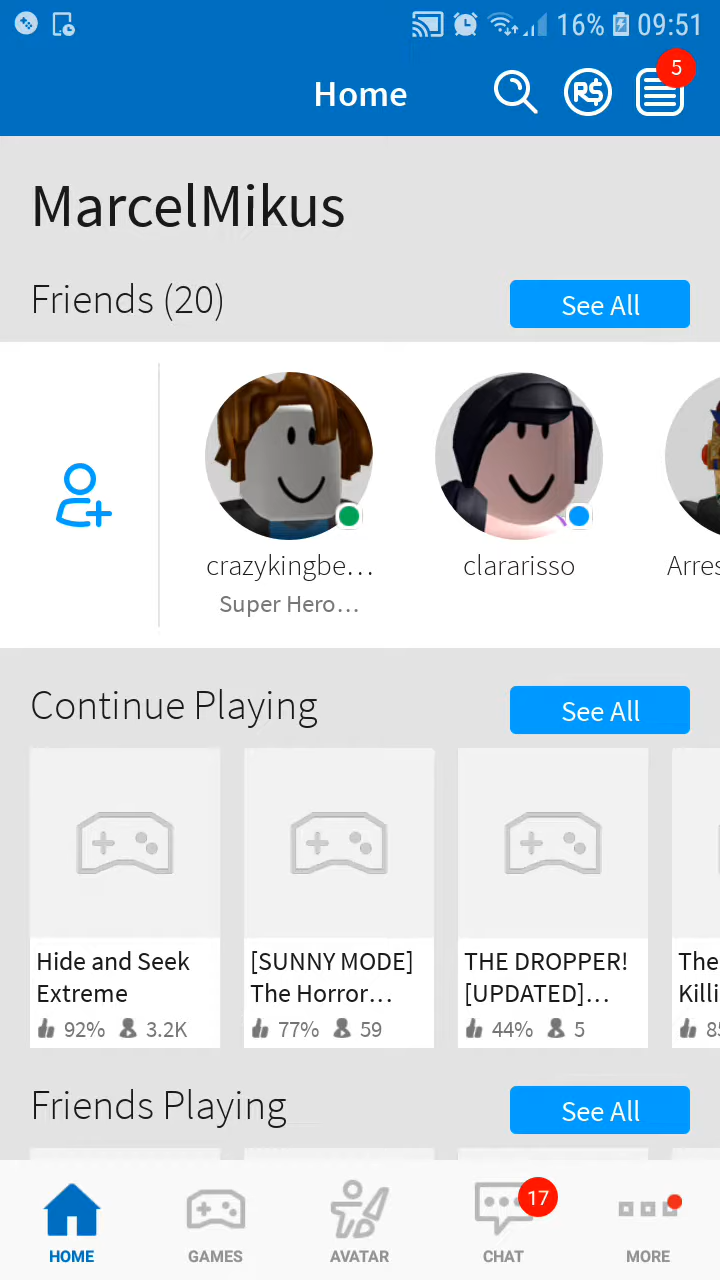 16% 09:51
Home
R$
5
MarcelMikus
Friends (20)
See All
crazykingbe...
clararisso
Arres
Super Hero...
Continue Playing
See All
Hide and Seek
Extreme
92% 3.2K
[SUNNY MODE]
The Horror...
77% 59
THE DROPPER!
[UPDATED]...
44% 5
The
Killi
85
Friends Playing
See All
HOME
GAMES
AVATAR
17
CHAT
MORE